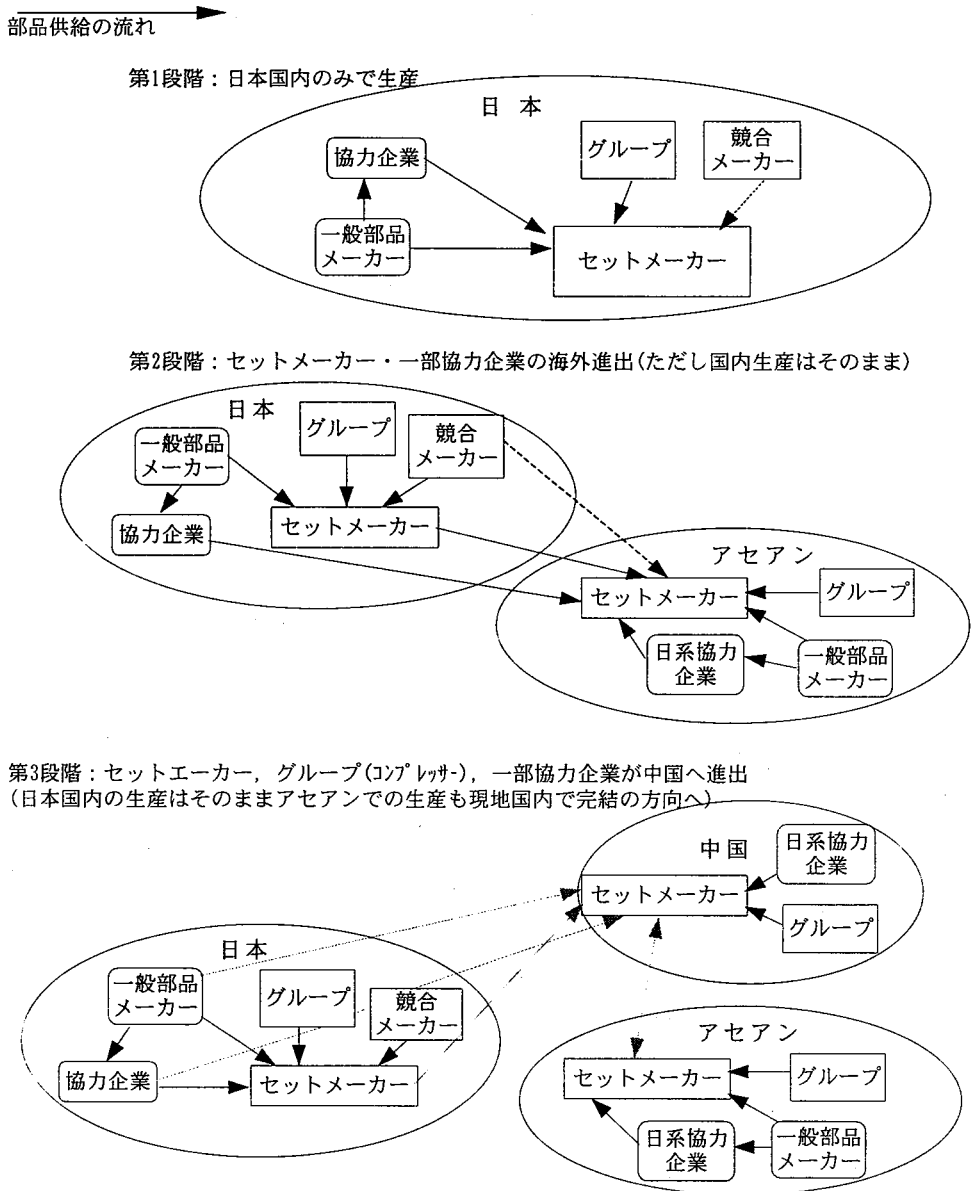 部品供給の流れ
第1段階：日本国内のみで生産
日 本
協力企業
グループ
競合
メーカー
一般部品
メーカー
セットメーカー
第2段階：セットメーカー・一部協力企業の海外進出(ただし国内生産はそのまま)
日本
一般部品
メーカー
グループ
競合
メーカー
協力企業
セットメーカー
アセアン
セットメーカー
グループ
日系協力
企業
一般部品
メーカー
第3段階：セットエーカー，グループ(ｺﾝﾌﾟﾚｯｻｰ)，一部協力企業が中国へ進出
(日本国内の生産はそのままアセアンでの生産も現地国内で完結の方向へ)
中国
日系協力
企業
セットメーカー
グループ
日本
一般部品
メーカー
グループ
競合
メーカー
協力企業
セットメーカー
アセアン
セットメーカー
グループ
日系協力
企業
一般部品
メーカー